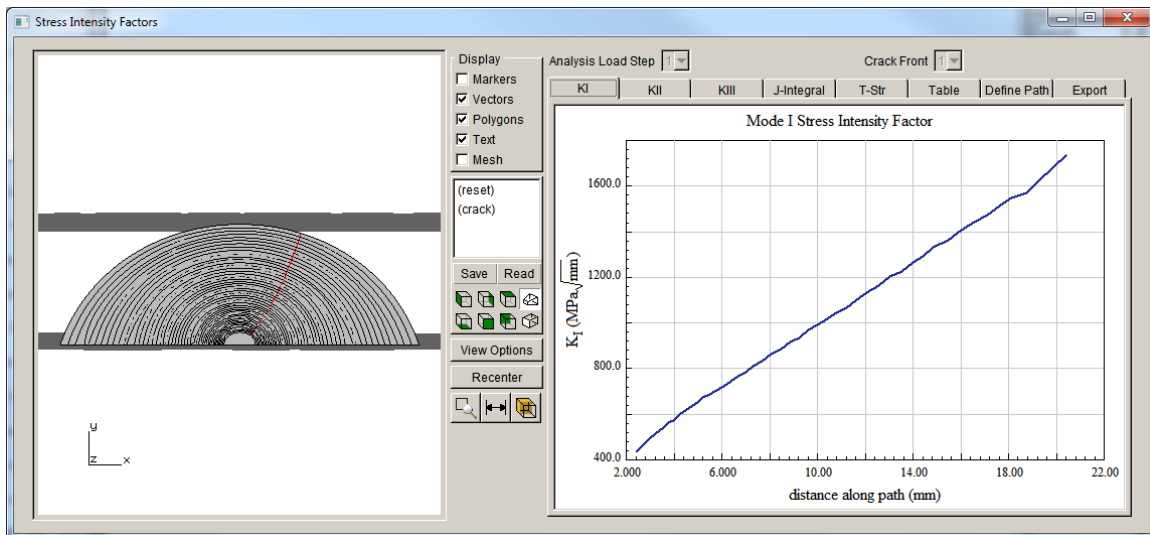 Stress Intensity Factors
Display
Markers
Vectors
Polygons
Text
Mesh
(reset)
(crack)
Save Read
View Options
Recenter
y
z x
Analysis Load Step 1 Crack Front 1
KI KII KIII J-Integral T-Str Table Define Path Export
Mode I Stress Intensity Factor
K_I (MPa√mm)
1600.0
1200.0
800.0
400.0
2.000 6.000 10.00 14.00 18.00 22.00
distance along path (mm)